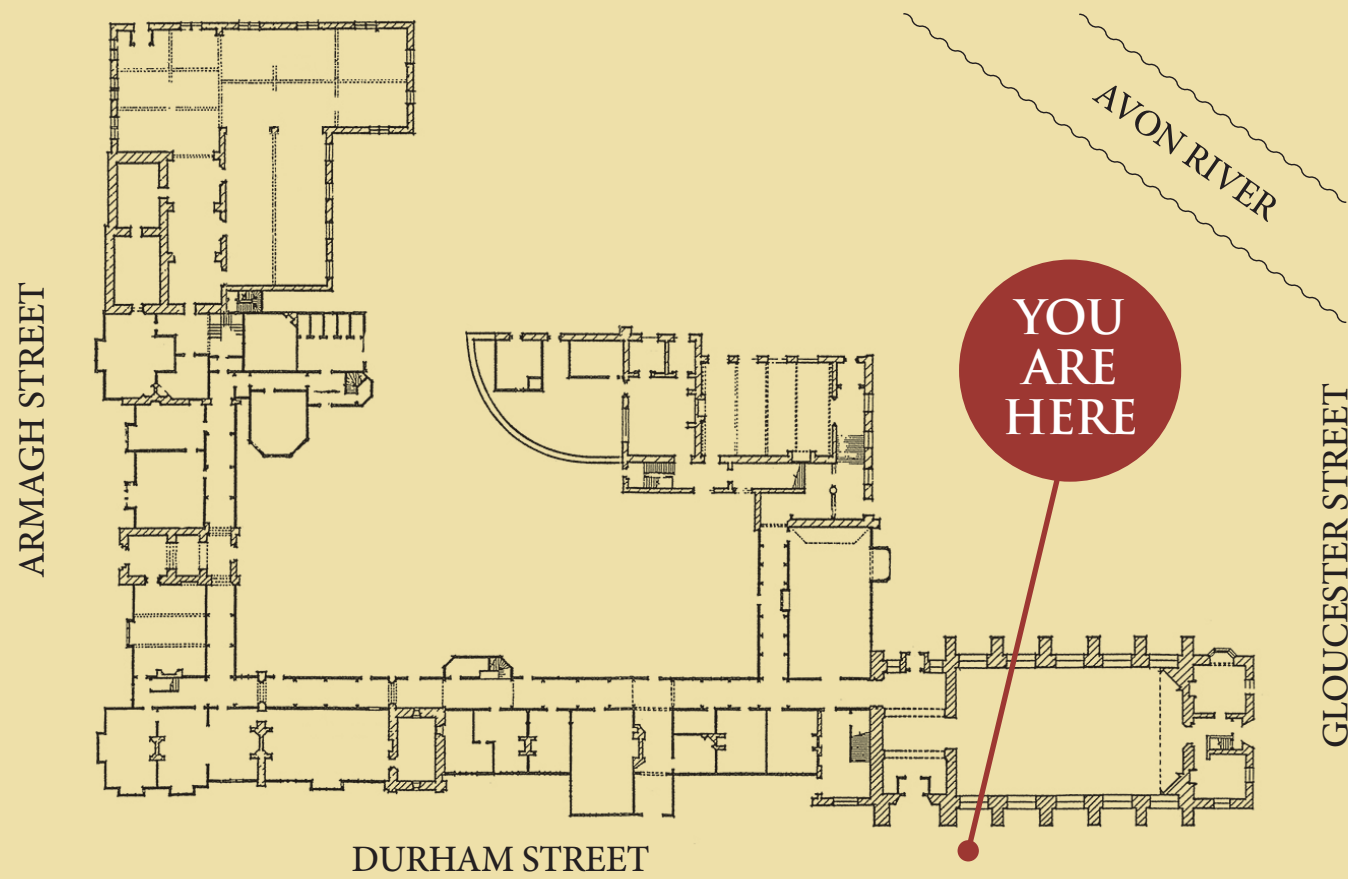 AVON RIVER
YOU
ARE
HERE
ARMAGH STREET
GLOUCESTER STREET
DURHAM STREET